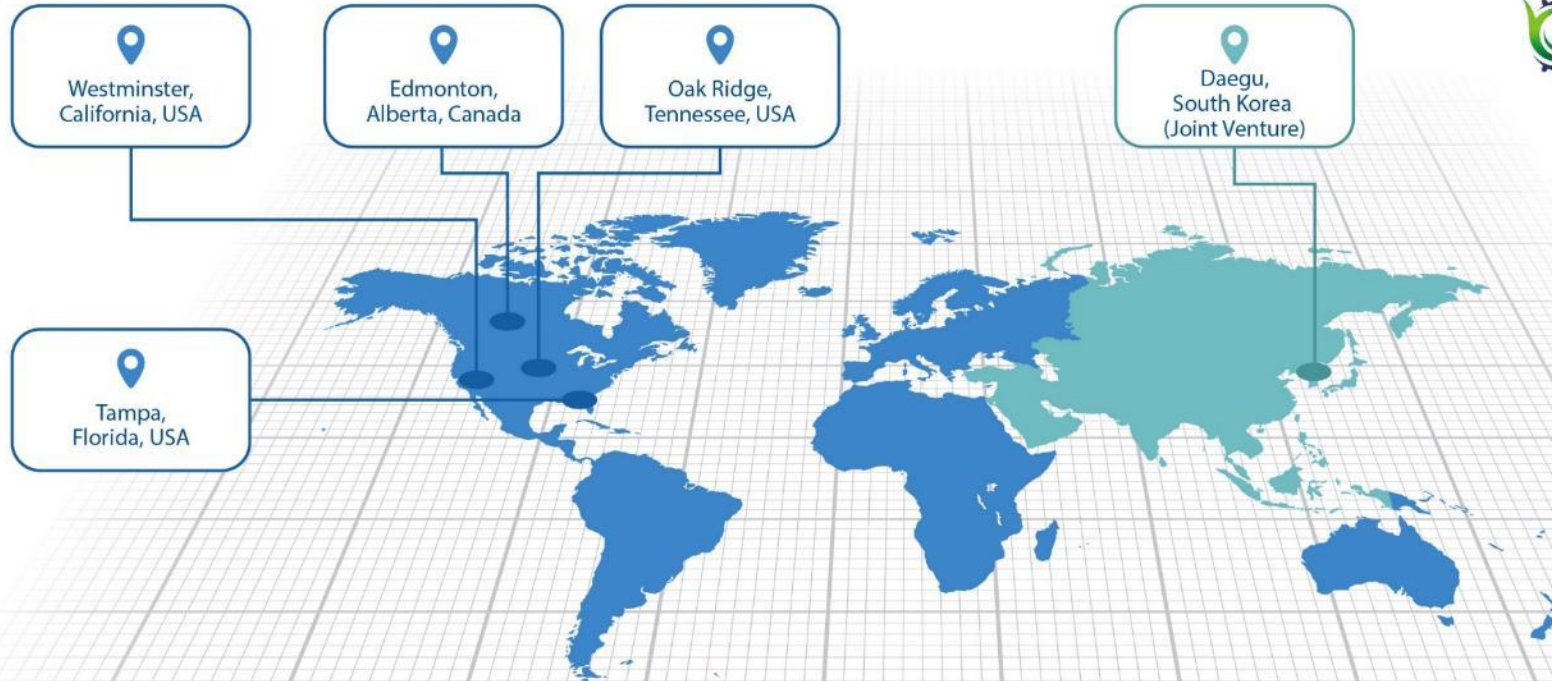 Westminster,
California, USA
Edmonton,
Alberta, Canada
Oak Ridge,
Tennessee, USA
Daegu,
South Korea
(Joint Venture)
Tampa,
Florida, USA